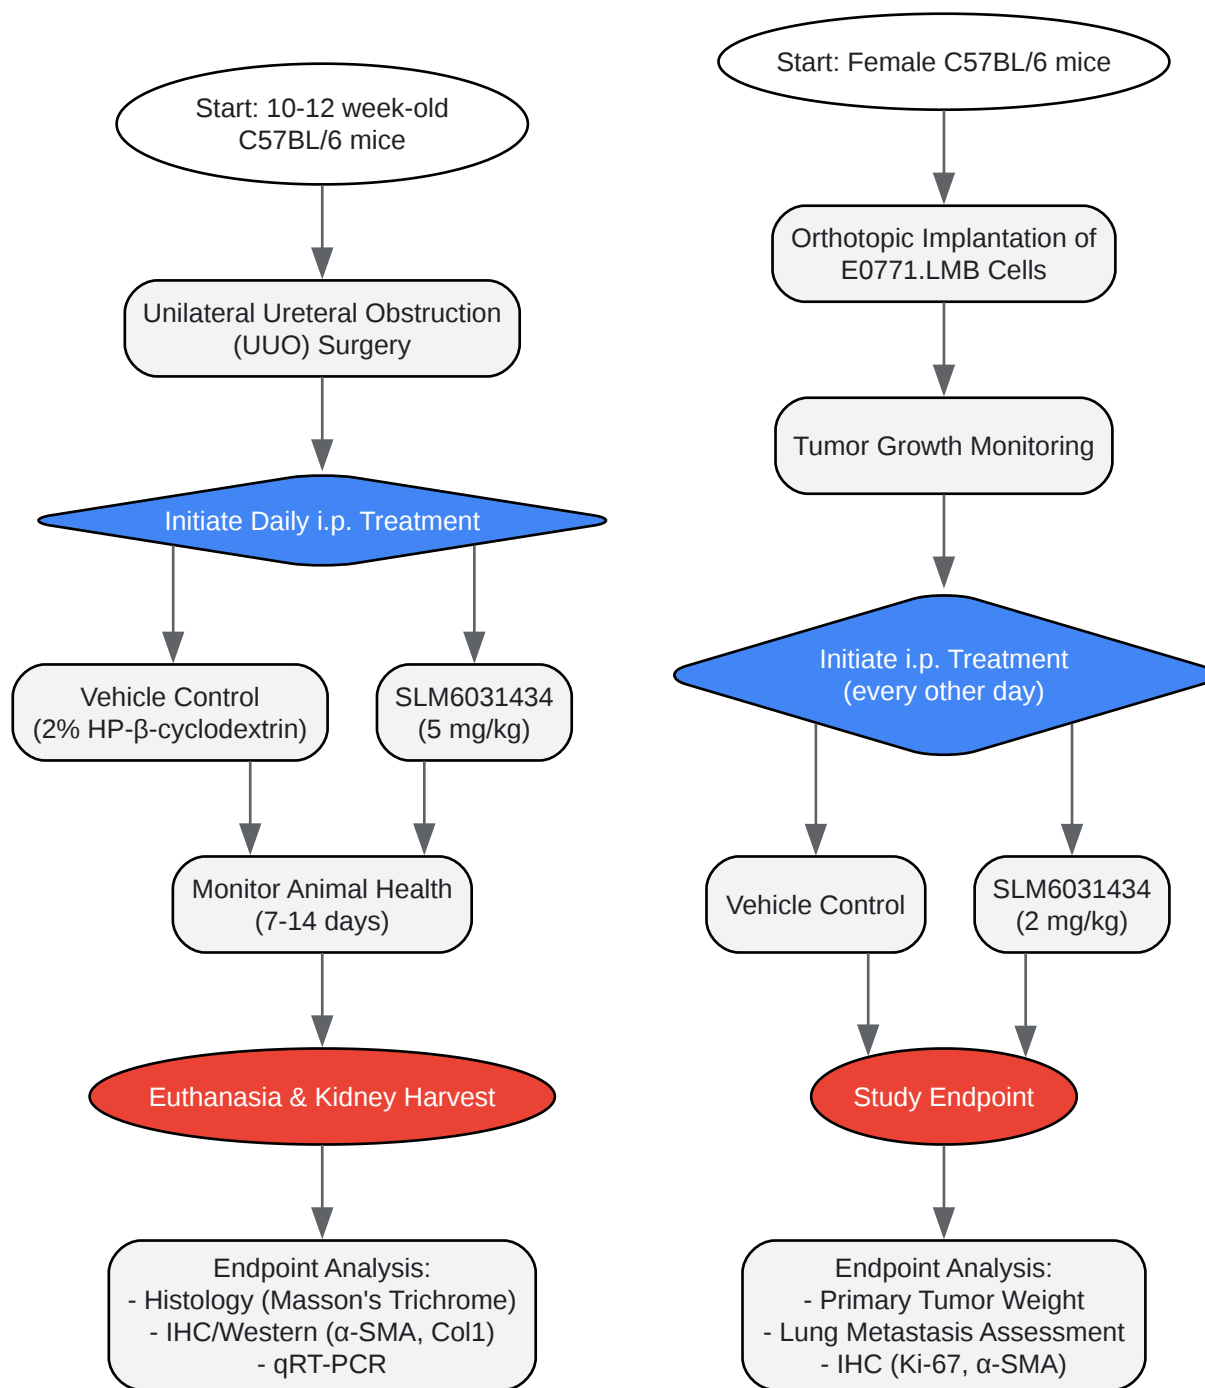 Start: 10-12 week-old
C57BL/6 mice
Unilateral Ureteral Obstruction
(UUO) Surgery
Initiate Daily i.p. Treatment
Vehicle Control
(2% HP-β-cyclodextrin)
SLM6031434
(5 mg/kg)
Monitor Animal Health
(7-14 days)
Euthanasia & Kidney Harvest
Endpoint Analysis:
- Histology (Masson's Trichrome)
- IHC/Western (α-SMA, Col1)
- qRT-PCR
Start: Female C57BL/6 mice
Orthotopic Implantation of
E0771.LMB Cells
Tumor Growth Monitoring
Initiate i.p. Treatment
(every other day)
Vehicle Control
SLM6031434
(2 mg/kg)
Study Endpoint
Endpoint Analysis:
- Primary Tumor Weight
- Lung Metastasis Assessment
- IHC (Ki-67, α-SMA)